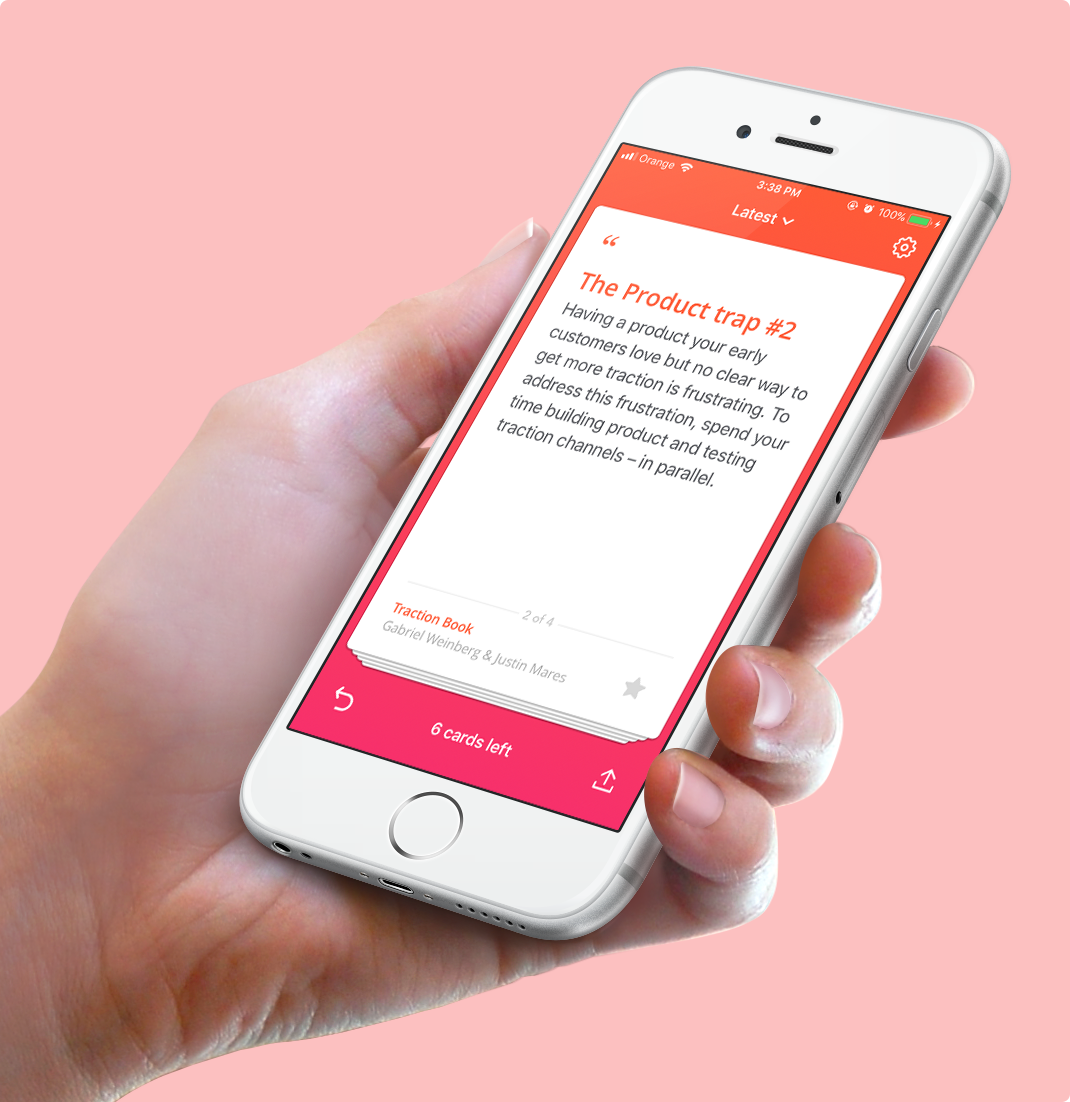 Orange
3:38 PM
100%
Latest
“
The Product trap #2
Having a product your early
customers love but no clear way to
get more traction is frustrating. To
address this frustration, spend your
time building product and testing
traction channels – in parallel.
2 of 4
Traction Book
Gabriel Weinberg & Justin Mares
6 cards left